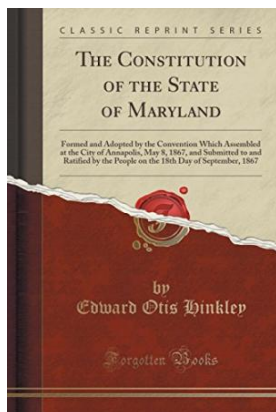 CLASSIC REPRINT SERIES
THE CONSTITUTION
OF THE STATE
OF MARYLAND
Formed and Adopted by the Convention Which Assembled
at the City of Annapolis, May 8, 1867, and Submitted to and
Ratified by the People on the 18th Day of September, 1867
by
Edward Otis Hinkley
Forgotten Books